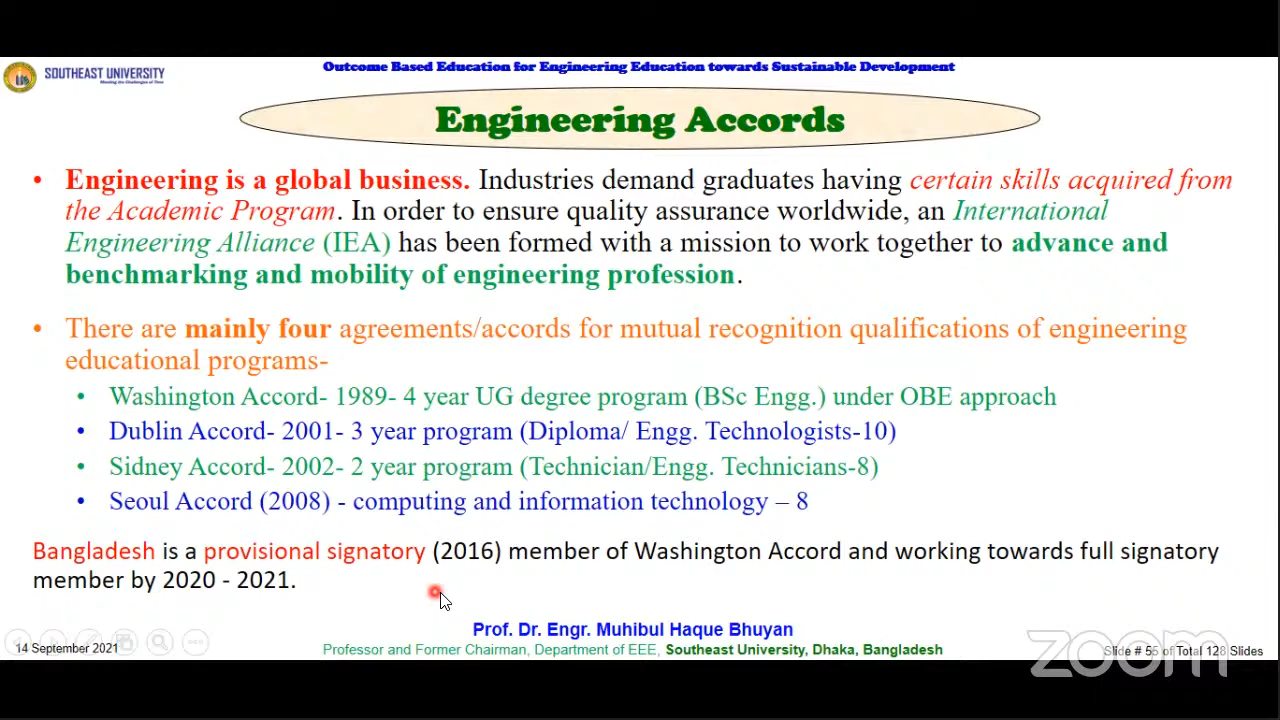 SOUTHEAST UNIVERSITY
Meeting the Challenges of Time
Outcome Based Education for Engineering Education towards Sustainable Development
Engineering Accords
• Engineering is a global business. Industries demand graduates having certain skills acquired from
the Academic Program. In order to ensure quality assurance worldwide, an International
Engineering Alliance (IEA) has been formed with a mission to work together to advance and
benchmarking and mobility of engineering profession.
• There are mainly four agreements/accords for mutual recognition qualifications of engineering
educational programs-
• Washington Accord- 1989- 4 year UG degree program (BSc Engg.) under OBE approach
• Dublin Accord- 2001- 3 year program (Diploma/ Engg. Technologists-10)
• Sidney Accord- 2002- 2 year program (Technician/Engg. Technicians-8)
• Seoul Accord (2008) - computing and information technology – 8
Bangladesh is a provisional signatory (2016) member of Washington Accord and working towards full signatory
member by 2020 - 2021.
14 September 2021
Prof. Dr. Engr. Muhibul Haque Bhuyan
Professor and Former Chairman, Department of EEE, Southeast University, Dhaka, Bangladesh
Slide # 55 of Total 128 Slides
zoom